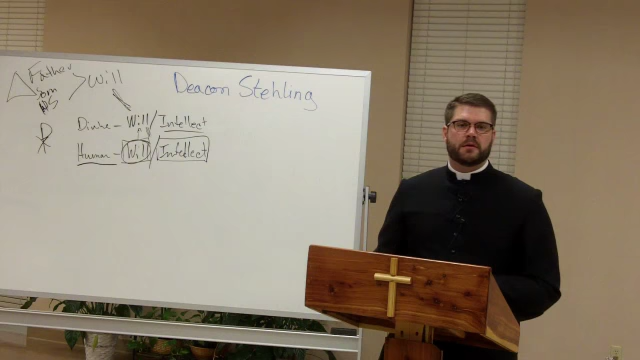 Father
Son > Will
HS
Deacon Stehling
Divine - Will / Intellect
Human - Will / Intellect